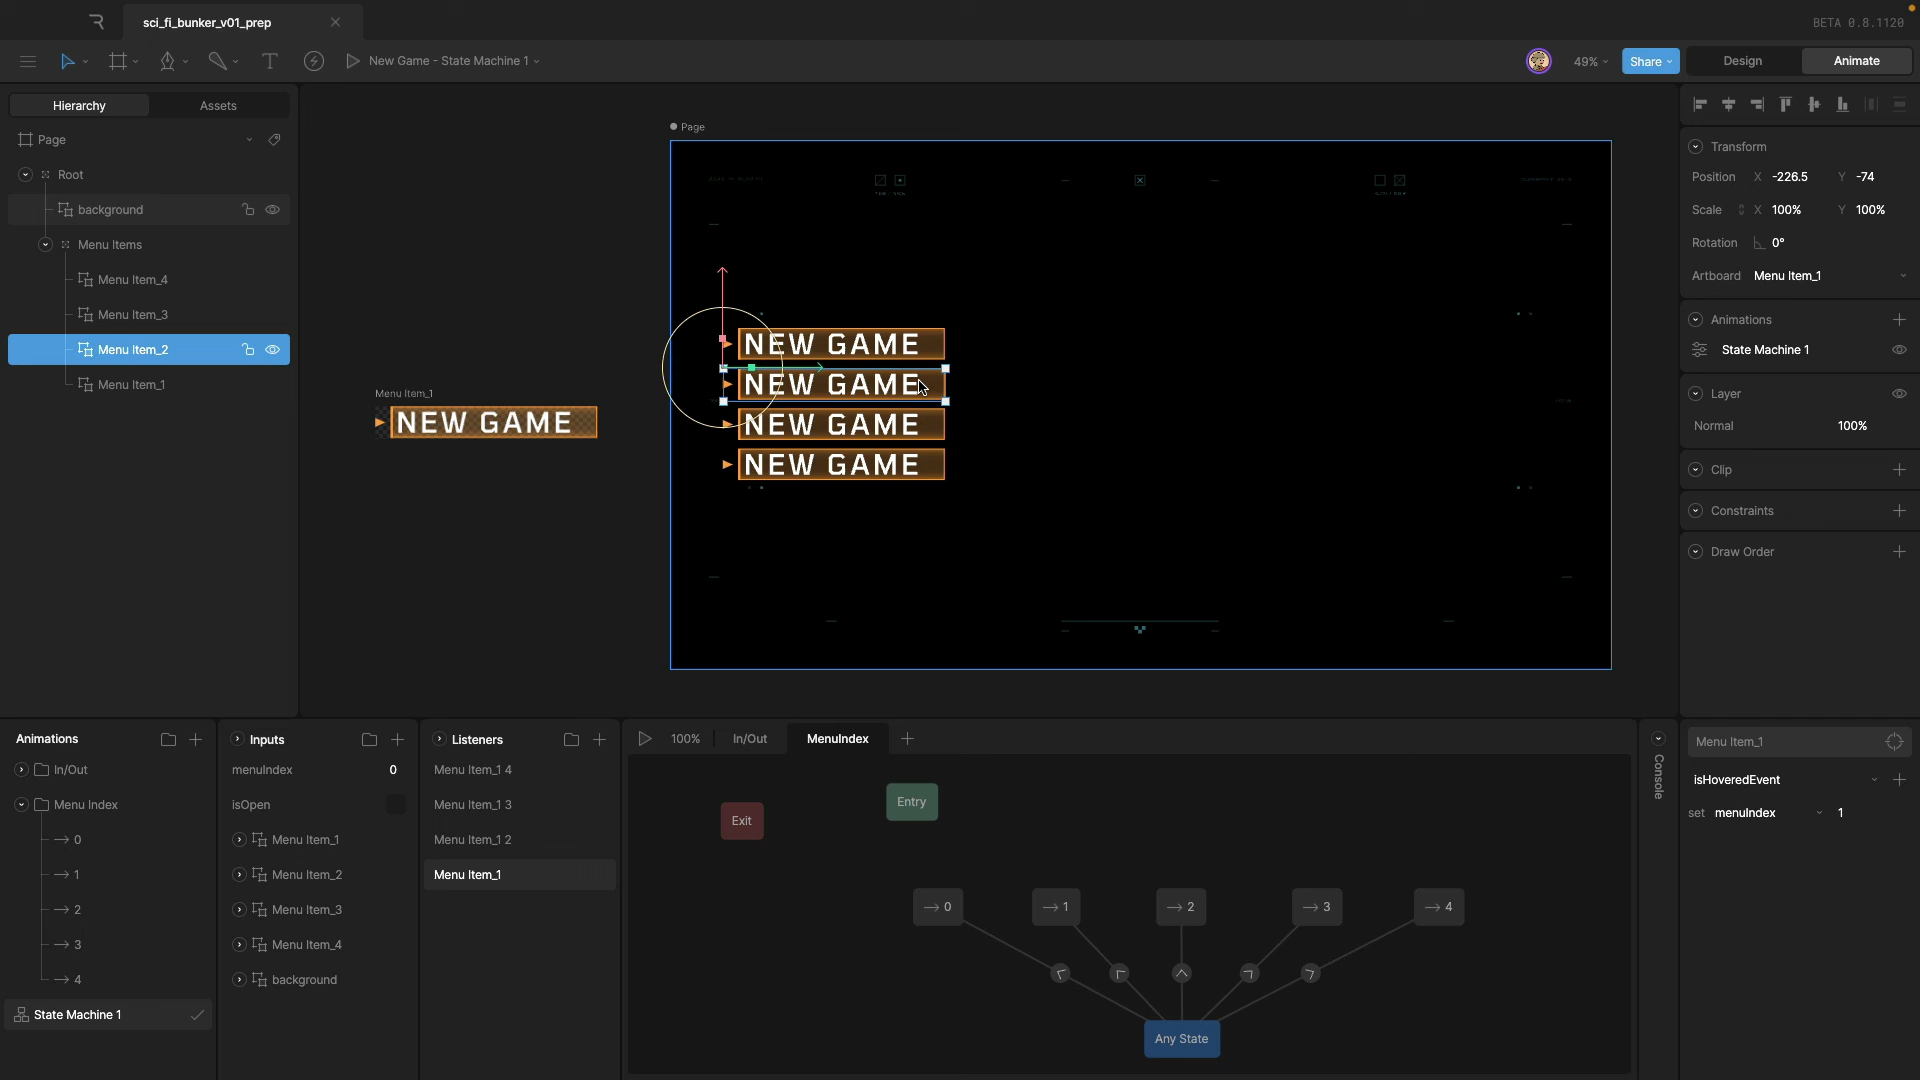 sci_fi_bunker_v01_prep
BETA 0.8.1120
New Game - State Machine 1
49%
Share
Design
Animate
Hierarchy
Assets
Page
Root
background
Menu Items
Menu Item_4
Menu Item_3
Menu Item_2
Menu Item_1
Menu Item_1
NEW GAME
Page
NEW GAME
NEW GAME
NEW GAME
NEW GAME
Transform
Position X -226.5 Y -74
Scale X 100% Y 100%
Rotation 0°
Artboard Menu Item_1
Animations
State Machine 1
Layer
Normal 100%
Clip
Constraints
Draw Order
Animations
In/Out
Menu Index
0
1
2
3
4
State Machine 1
Inputs
menuIndex 0
isOpen
Menu Item_1
Menu Item_2
Menu Item_3
Menu Item_4
background
Listeners
Menu Item_1 4
Menu Item_1 3
Menu Item_1 2
Menu Item_1
100%
In/Out
MenuIndex
Entry
Exit
0
1
2
3
4
Any State
Console
Menu Item_1
isHoveredEvent
set menuIndex 1